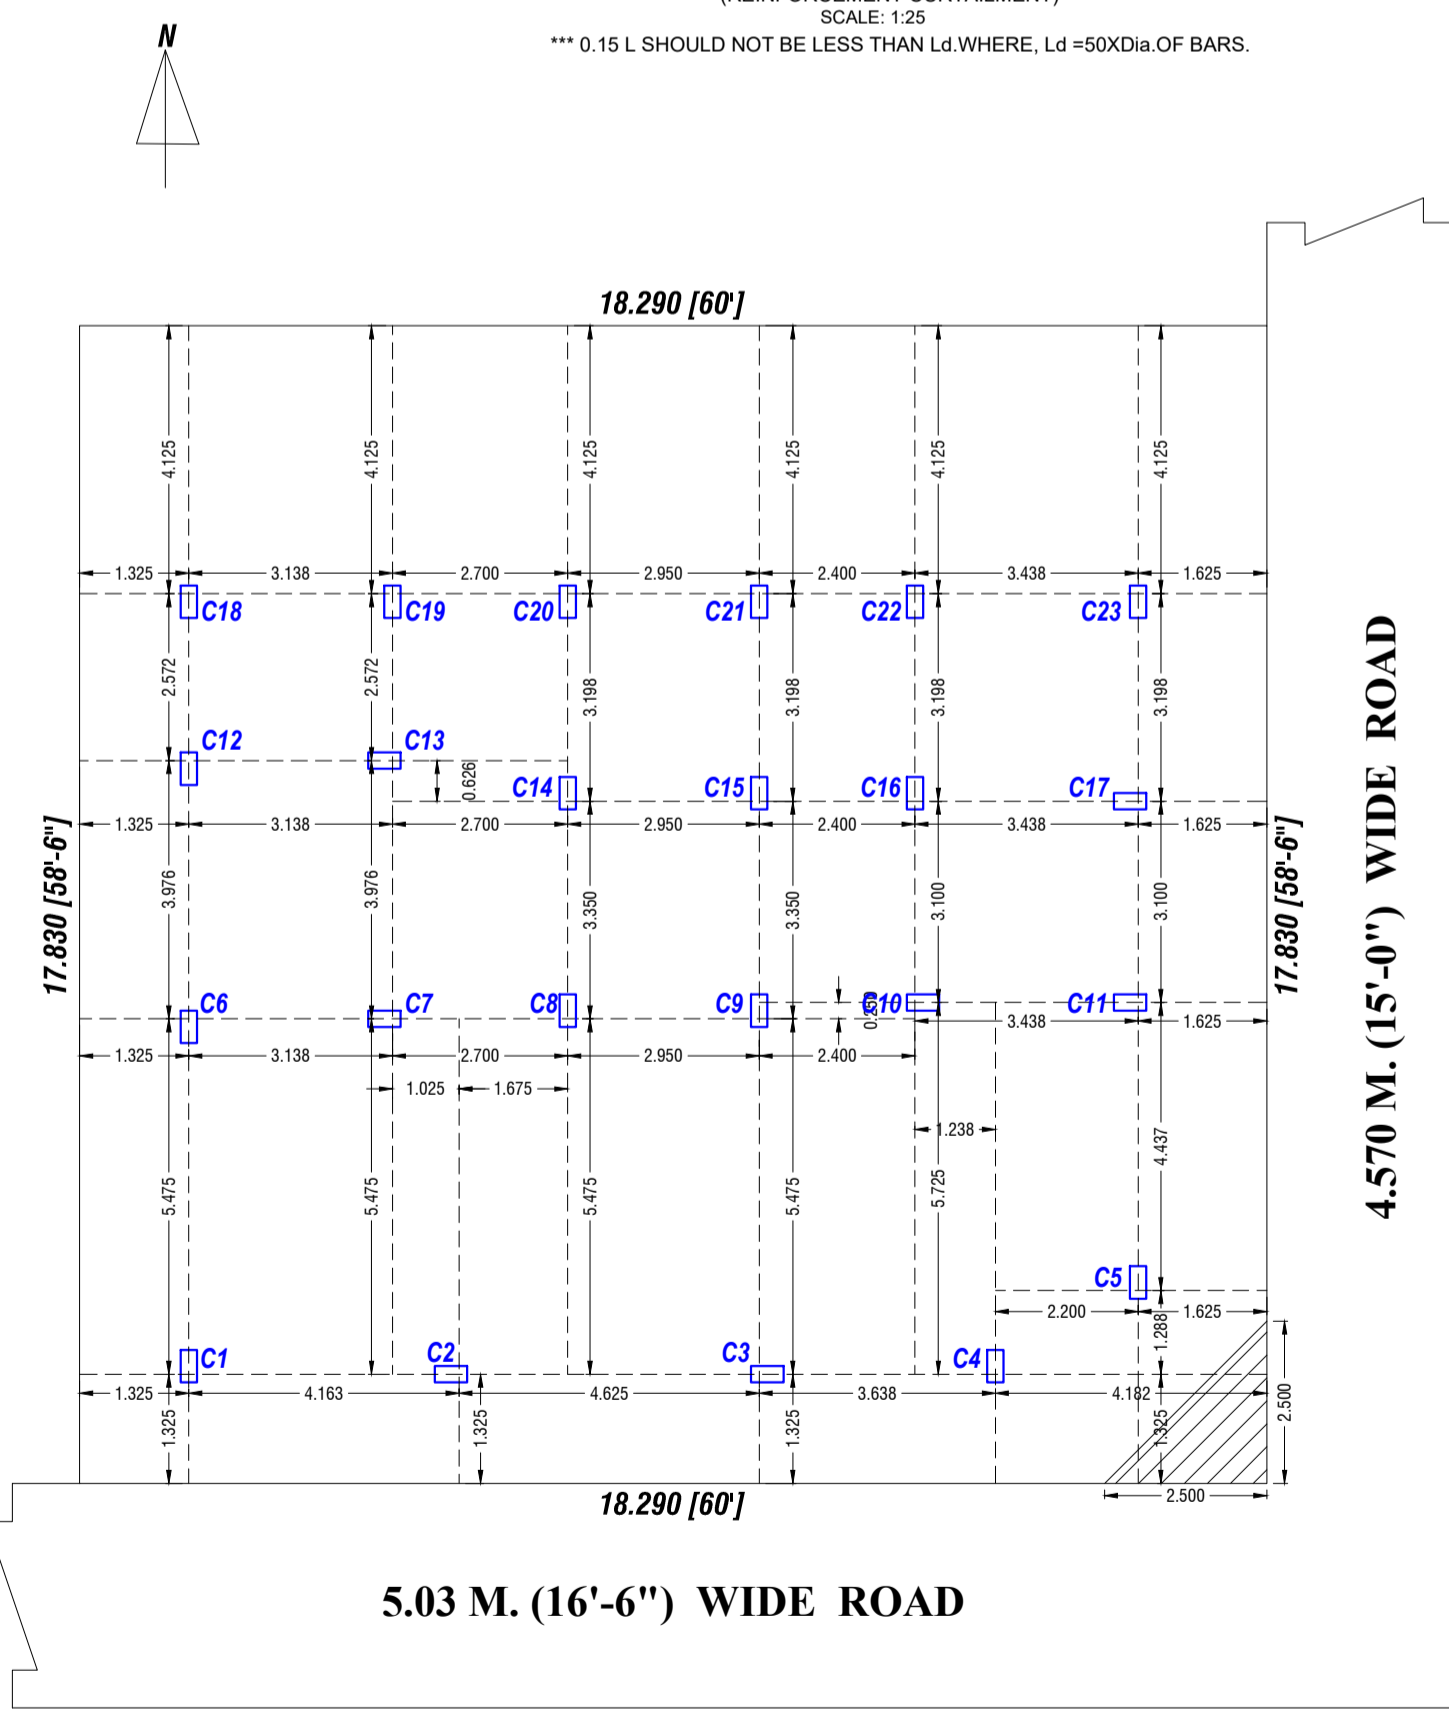 (REINFORCEMENT CURTAILMENT)
SCALE: 1:25
*** 0.15 L SHOULD NOT BE LESS THAN Ld.WHERE, Ld =50XDia.OF BARS.
N
18.290 [60']
4.125 4.125 4.125 4.125 4.125 4.125
1.325 3.138 2.700 2.950 2.400 3.438 1.625
C18 C19 C20 C21 C22 C23
2.572 2.572 3.198 3.198 3.198 3.198
C12 C13
0.626
C14 C15 C16 C17
1.325 3.138 2.700 2.950 2.400 3.438 1.625
17.830 [58'-6"]
3.976 3.976 3.350 3.350 3.100 3.100
17.830 [58'-6"]
4.570 M. (15'-0") WIDE ROAD
C6 C7 C8 C9 0.250 C10 C11
3.438 1.625
1.325 3.138 2.700 2.950 2.400
1.025 1.675
1.238
5.475 5.475 5.475 5.475 5.725 4.437
C5
2.200 1.625
1.288
C1 C2 C3 C4
1.325 4.163 4.625 3.638 4.182
1.325 1.325 1.325 1.325 2.500
2.500
18.290 [60']
5.03 M. (16'-6") WIDE ROAD